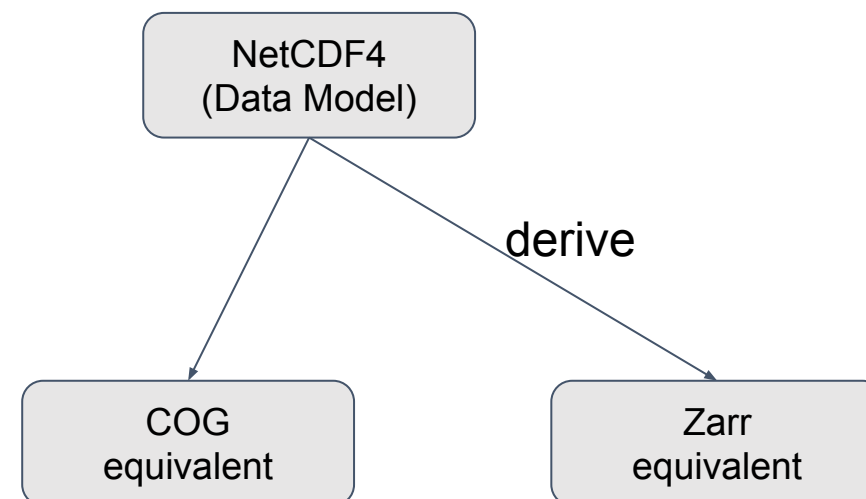 NetCDF4
(Data Model)
derive
COG
equivalent
Zarr
equivalent